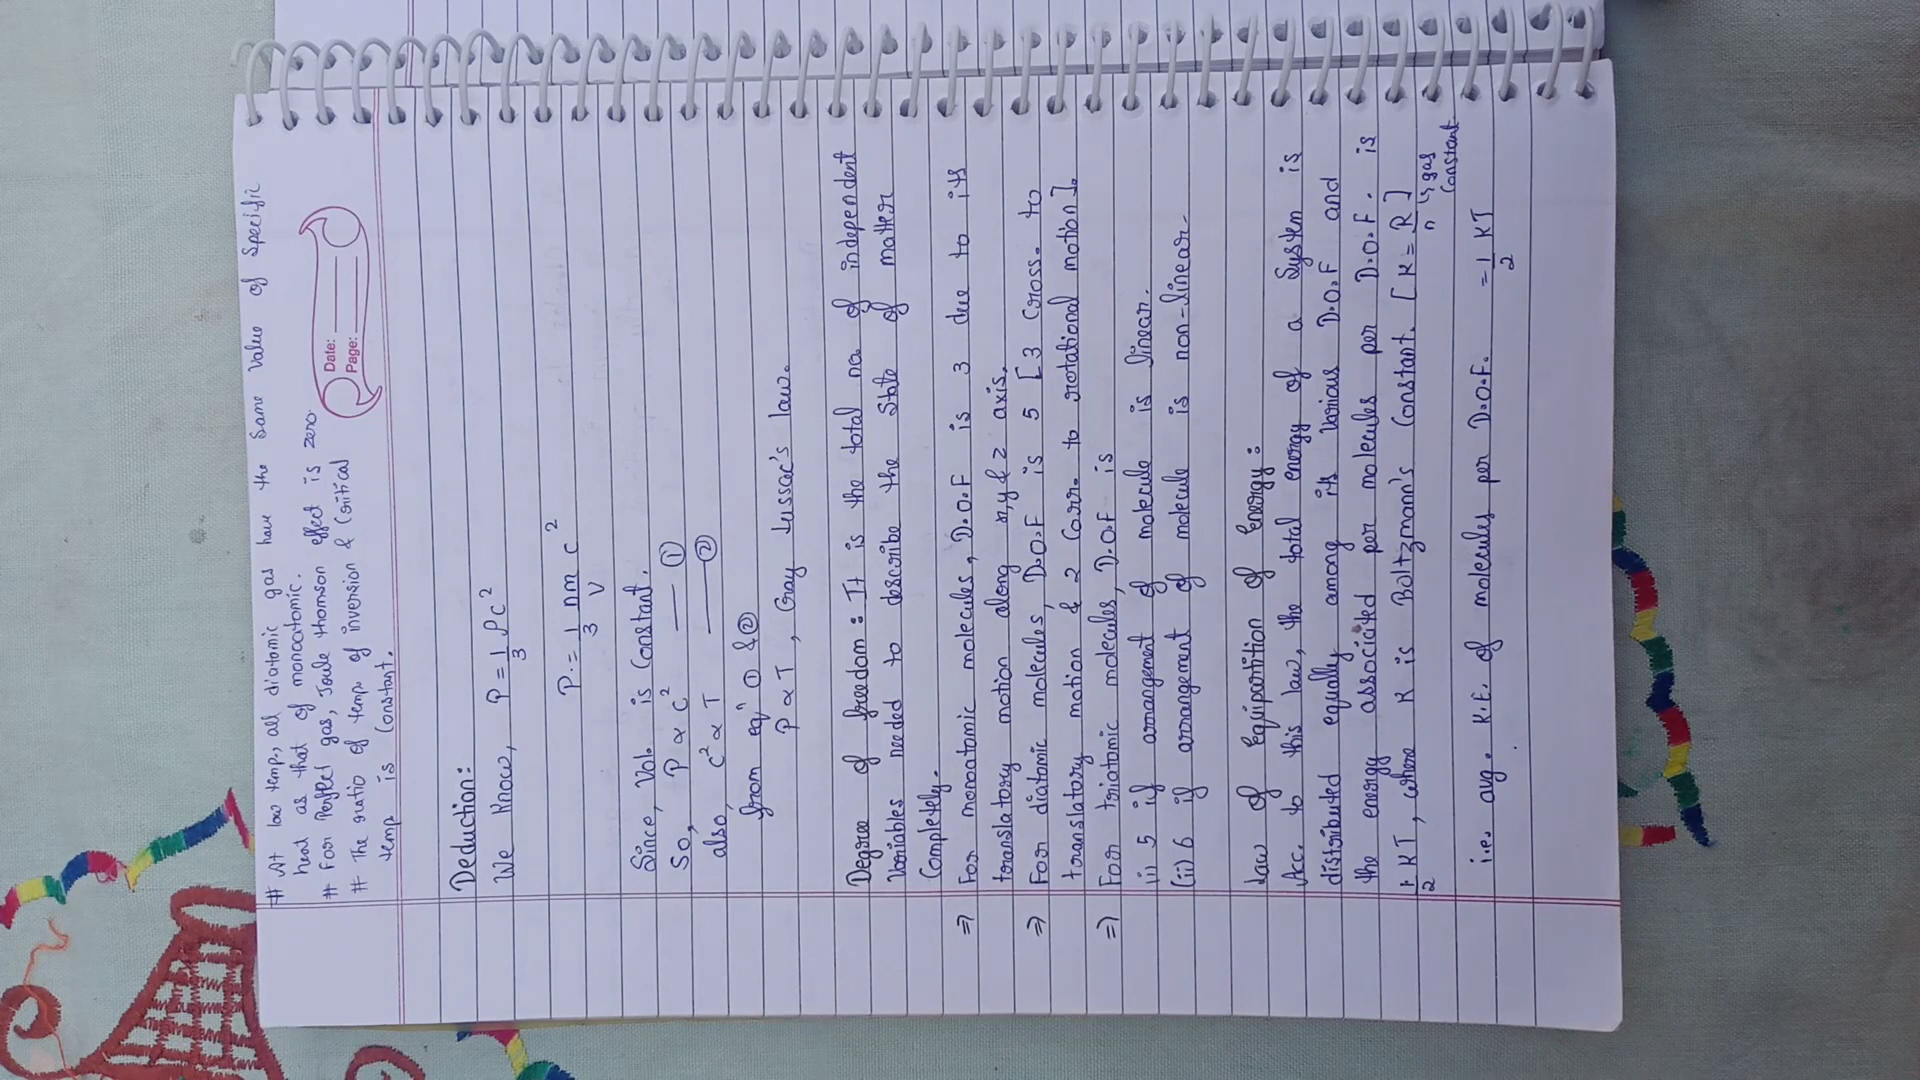 # At low temp., all diatomic gas have the same value of specific
heat as that of monoatomic.
# For Perfect gas, Joule thomson effect is zero.
# The ratio of temp. of inversion & Critical
temp is Constant.
Date:
Page:
Deduction:
We know, P = 1/3 ρc²
P = 1/3 nm/V c²
Since, Vol. is Constant.
So, P ∝ c² — ①
also, c² ∝ T — ②
from eqⁿ ① & ②
P ∝ T, Gay Lussac's law.
Degree of freedom: It is the total no. of independent
Variables needed to describe the state of matter
Completely.
⇒ For monoatomic molecules, D.O.F is 3 due to its
translatory motion along x, y & z axis.
⇒ For diatomic molecules, D.O.F is 5 [3 Cross. to
translatory motion & 2 Corr. to rotational motion].
⇒ For triatomic molecules, D.O.F is
(i) 5 if arrangement of molecule is linear.
(ii) 6 if arrangement of molecule is non-linear.
Law of equipartition of energy:
Acc. to this law, the total energy of a system is
distributed equally among its various D.O.F and
the energy associated per molecules per D.O.F. is
1/2 KT, where K is Boltzmann's Constant. [K = R/n]
↳ gas
Constant
i.e. avg. K.E. of molecules per D.O.F. = 1/2 KT